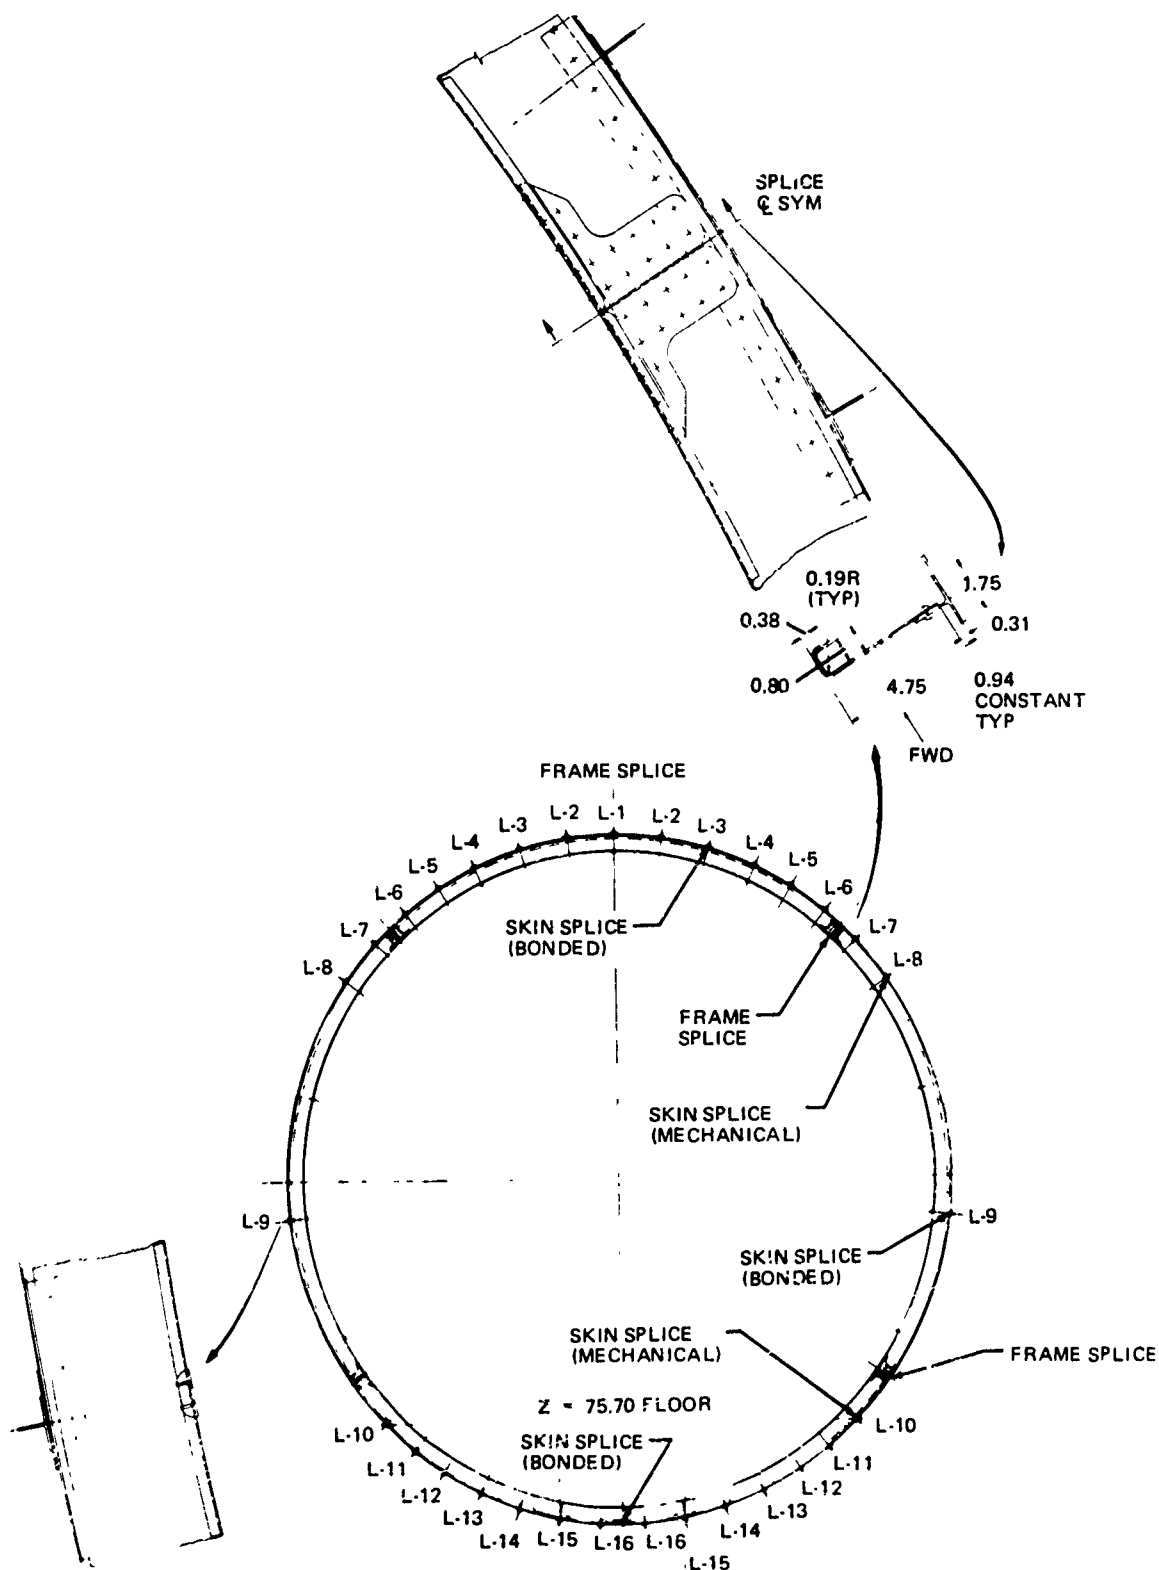 SPLICE
℄ SYM
0.19R
(TYP)
1.75
0.38
0.31
0.80
4.75
0.94
CONSTANT
TYP
FWD
FRAME SPLICE
L-1
L-2
L-2
L-3
L-3
L-4
L-4
L-5
L-5
L-6
L-6
L-7
L-7
L-8
L-8
SKIN SPLICE
(BONDED)
FRAME
SPLICE
SKIN SPLICE
(MECHANICAL)
L-9
L-9
SKIN SPLICE
(BONDED)
SKIN SPLICE
(MECHANICAL)
FRAME SPLICE
Z = 75.70 FLOOR
SKIN SPLICE
(BONDED)
L-10
L-10
L-11
L-11
L-12
L-12
L-13
L-13
L-14
L-14
L-15
L-16
L-16
L-15